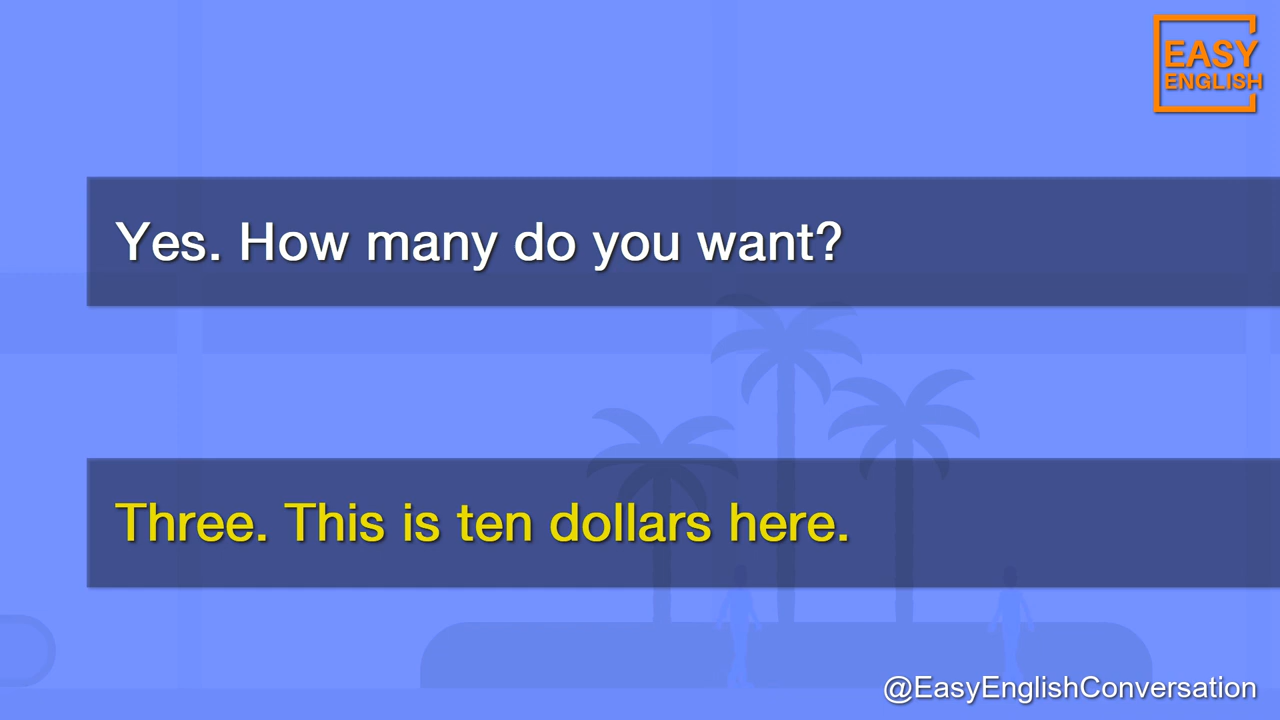 EASY
ENGLISH
Yes. How many do you want?
Three. This is ten dollars here.
@EasyEnglishConversation